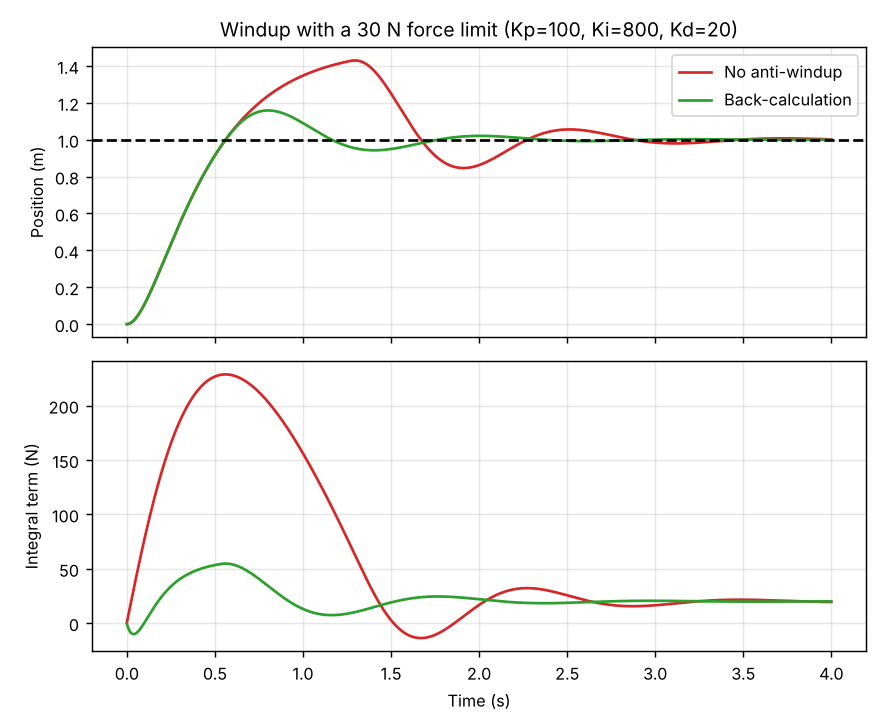 Windup with a 30 N force limit (Kp=100, Ki=800, Kd=20)
No anti-windup
Back-calculation
Position (m)
1.4
1.2
1.0
0.8
0.6
0.4
0.2
0.0
Integral term (N)
200
150
100
50
0
0.0 0.5 1.0 1.5 2.0 2.5 3.0 3.5 4.0
Time (s)